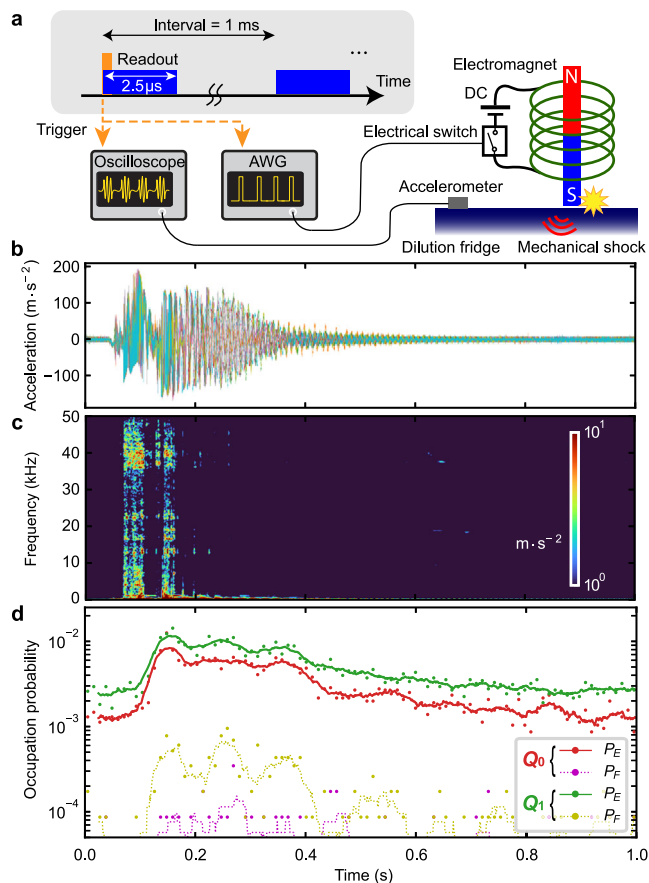 a
Interval = 1 ms
...
Readout
2.5μs
Time
Trigger
Oscilloscope
AWG
Electromagnet
DC
N
Electrical switch
Accelerometer
S
Dilution fridge
Mechanical shock
b
Acceleration (m·s⁻²)
200
100
0
−100
c
Frequency (kHz)
50
40
30
20
10
0
10¹
m·s⁻²
10⁰
d
Occupation probability
10⁻²
10⁻³
10⁻⁴
Q₀ { P_E
P_F
Q₁ { P_E
P_F
0.0 0.2 0.4 0.6 0.8 1.0
Time (s)